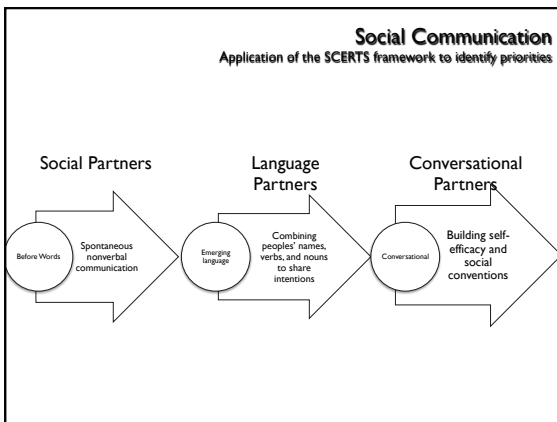 Social Communication
Application of the SCERTS framework to identify priorities
Social Partners
Before Words
Spontaneous
nonverbal
communication
Language
Partners
Emerging
language
Combining
peoples' names,
verbs, and nouns
to share
intentions
Conversational
Partners
Conversational
Building self-
efficacy and
social
conventions